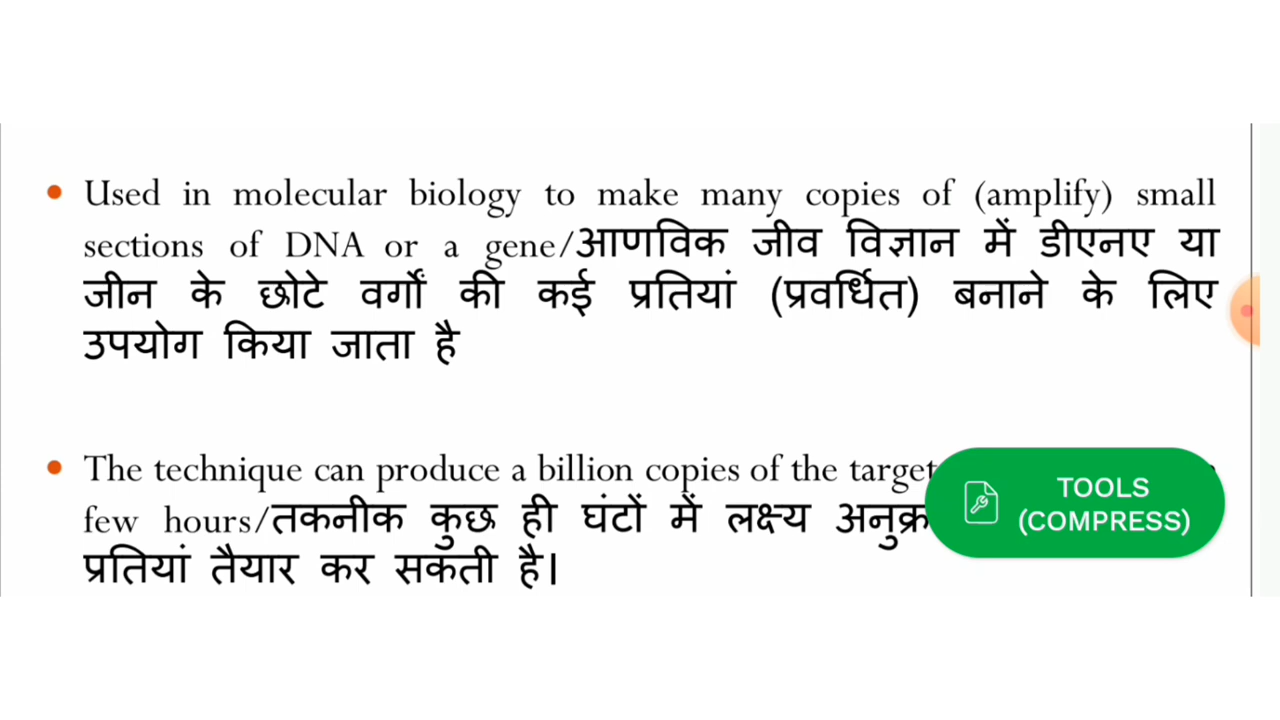 • Used in molecular biology to make many copies of (amplify) small
sections of DNA or a gene/आणविक जीव विज्ञान में डीएनए या
जीन के छोटे वर्गों की कई प्रतियां (प्रवर्धित) बनाने के लिए
उपयोग किया जाता है
• The technique can produce a billion copies of the target
few hours/तकनीक कुछ ही घंटों में लक्ष्य
प्रतियां तैयार कर सकती है।
TOOLS
(COMPRESS)